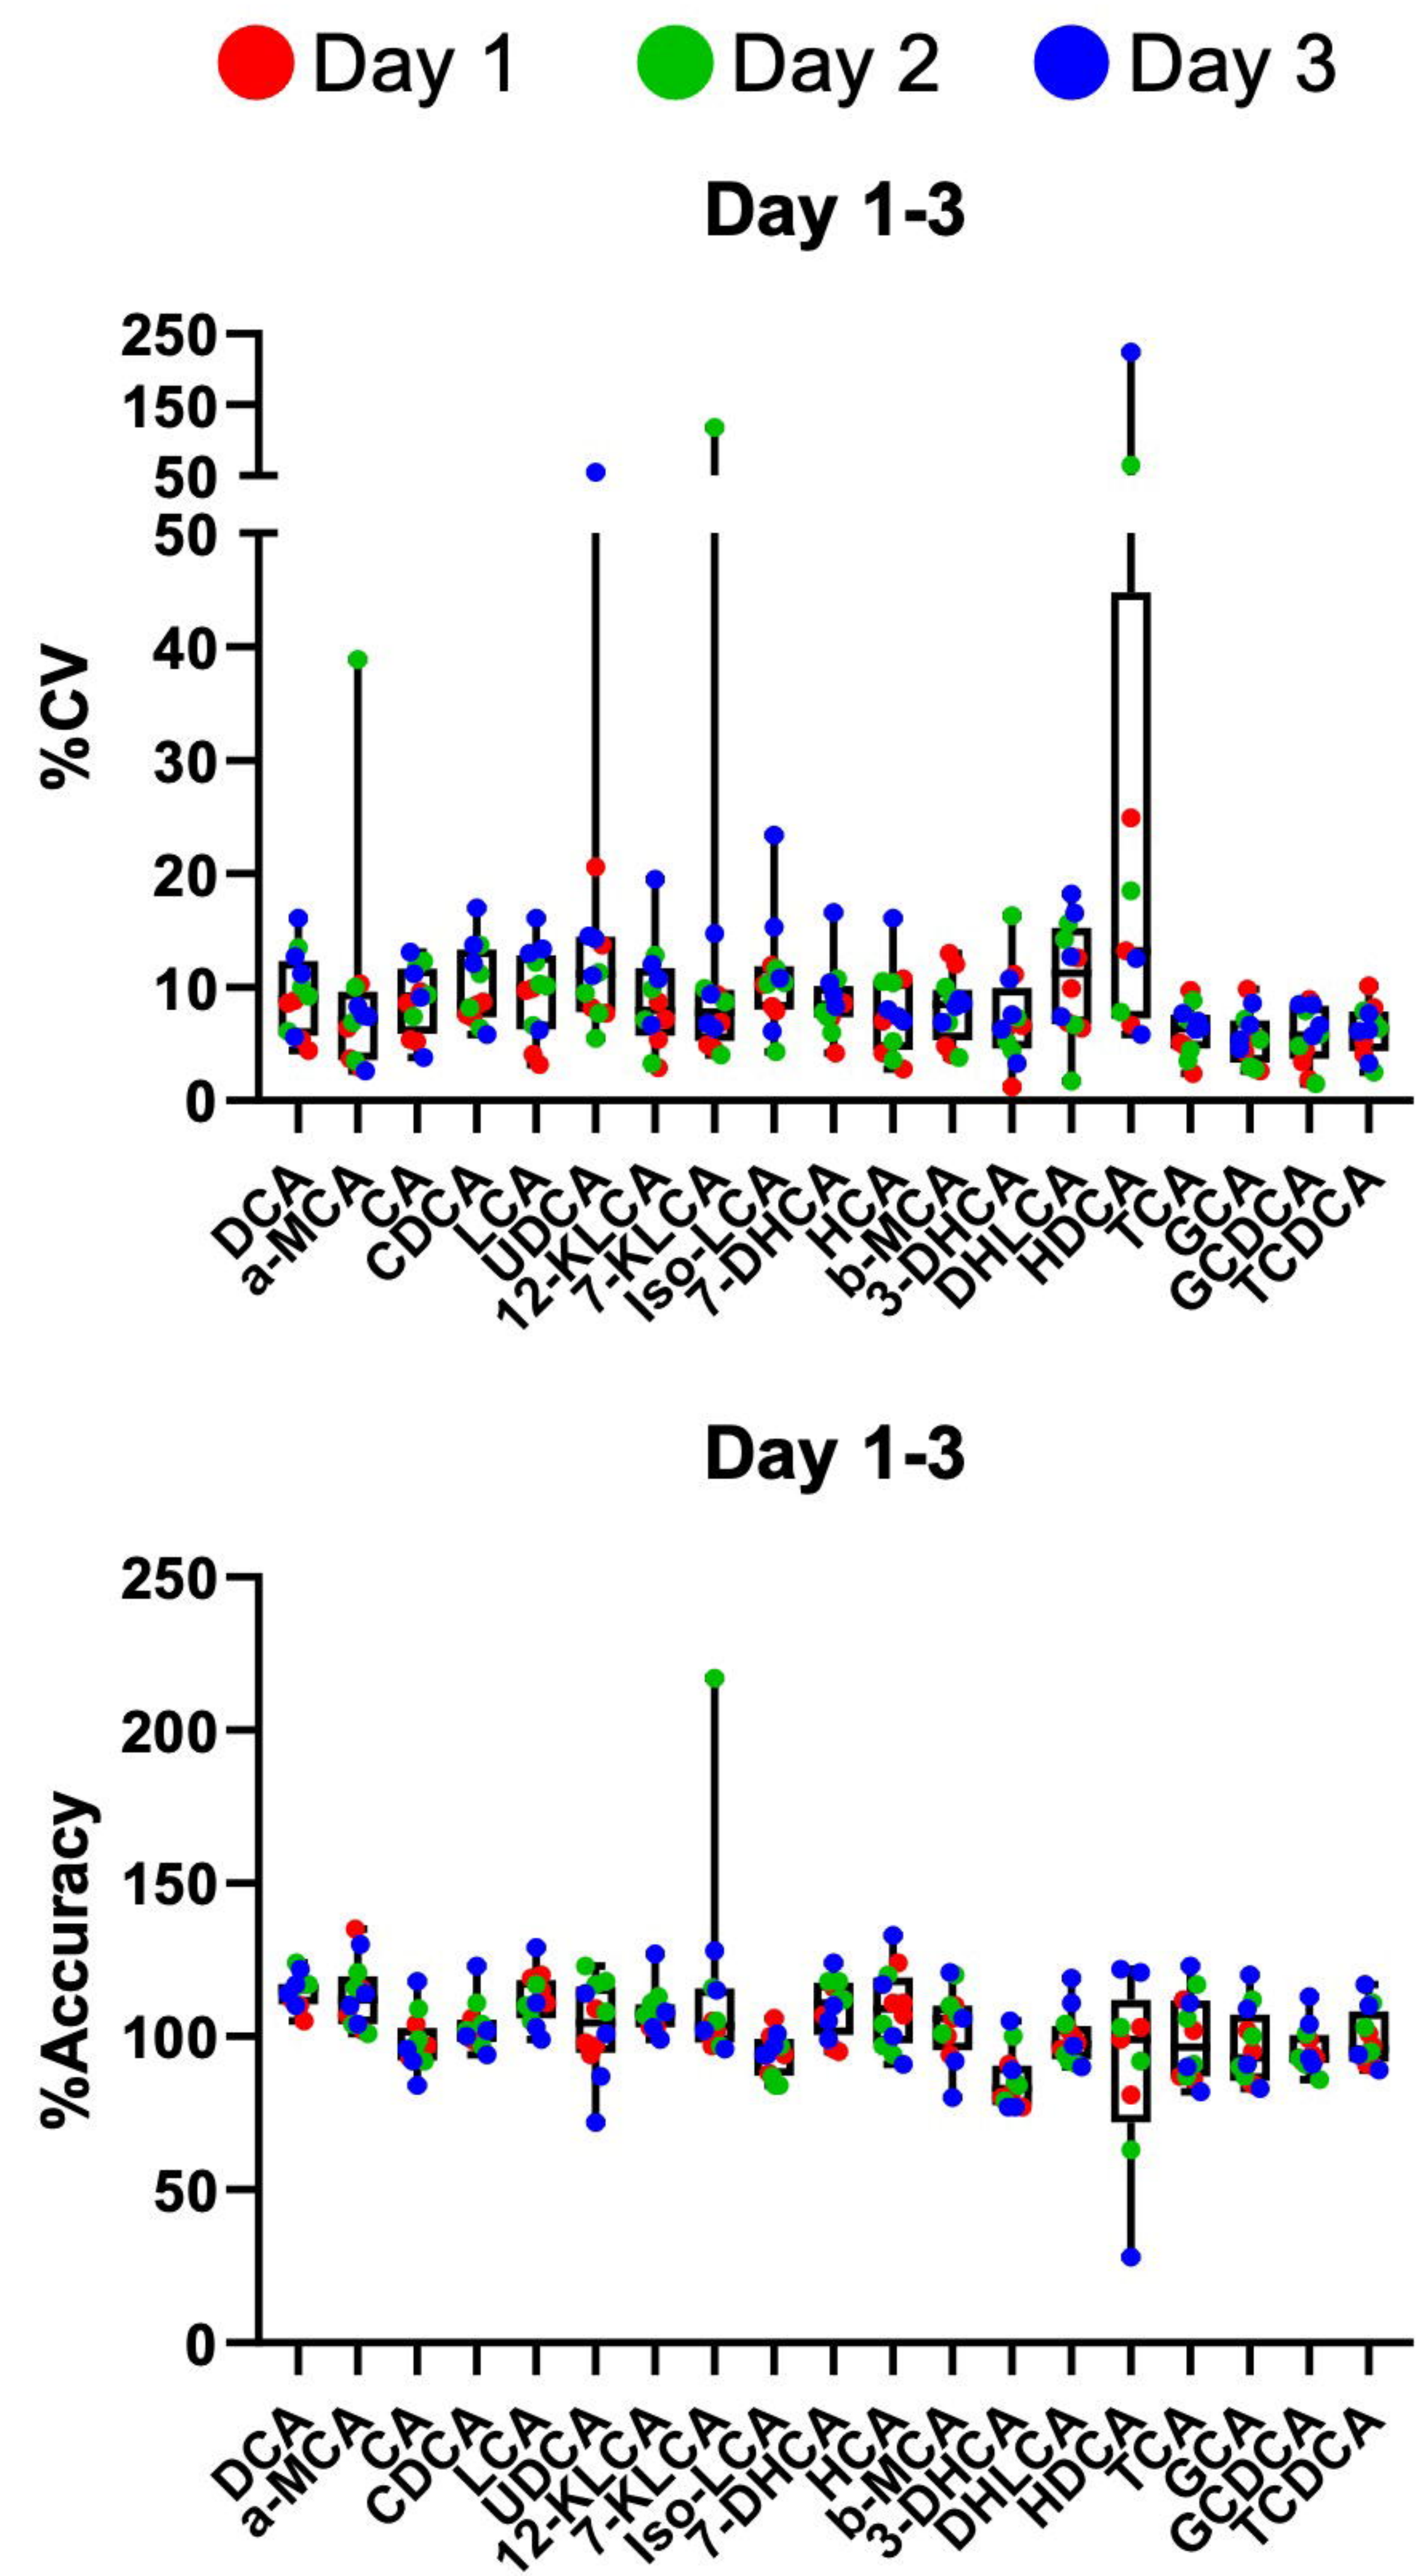 Day 1 Day 2 Day 3
Day 1-3
250
150
50
50
40
30
20
10
0
%CV
DCA
a-MCA
CA
CDCA
LCA
UDCA
12-KLCA
7-KLCA
Iso-LCA
7-DHCA
HCA
b-MCA
3-DHCA
DHLCA
HDCA
TCA
GCA
GCDCA
TCDCA
Day 1-3
250
200
150
100
50
0
%Accuracy
DCA
a-MCA
CA
CDCA
LCA
UDCA
12-KLCA
7-KLCA
Iso-LCA
7-DHCA
HCA
b-MCA
3-DHCA
DHLCA
HDCA
TCA
GCA
GCDCA
TCDCA